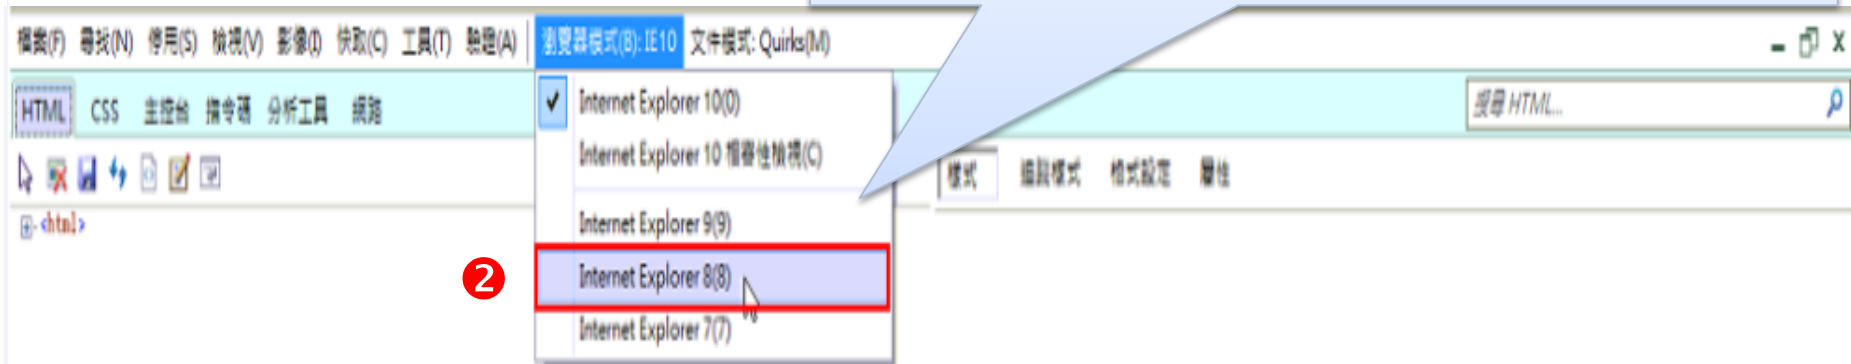 檔案(F) 尋找(N) 停用(S) 檢視(V) 影像(I) 快取(C) 工具(T) 驗證(A) 瀏覽器模式(B): IE10 文件模式: Quirks(M)
HTML CSS 主控台 指令碼 分析工具 網路
搜尋 HTML...
Internet Explorer 10(0)
Internet Explorer 10 相容性檢視(C)
Internet Explorer 9(9)
2 Internet Explorer 8(8)
Internet Explorer 7(7)
樣式 追蹤樣式 格式設定 屬性
<html>